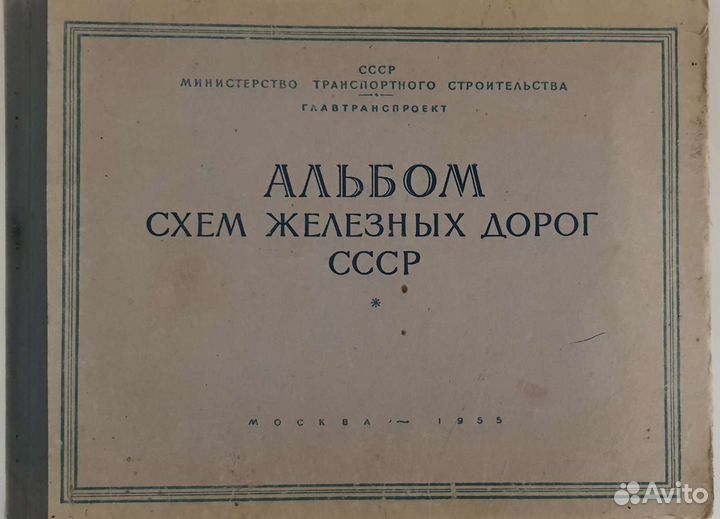 СССР
МИНИСТЕРСТВО ТРАНСПОРТНОГО СТРОИТЕЛЬСТВА
ГЛАВТРАНСПРОЕКТ
АЛЬБОМ
СХЕМ ЖЕЛЕЗНЫХ ДОРОГ
СССР
*
МОСКВА ~ 1955
Avito